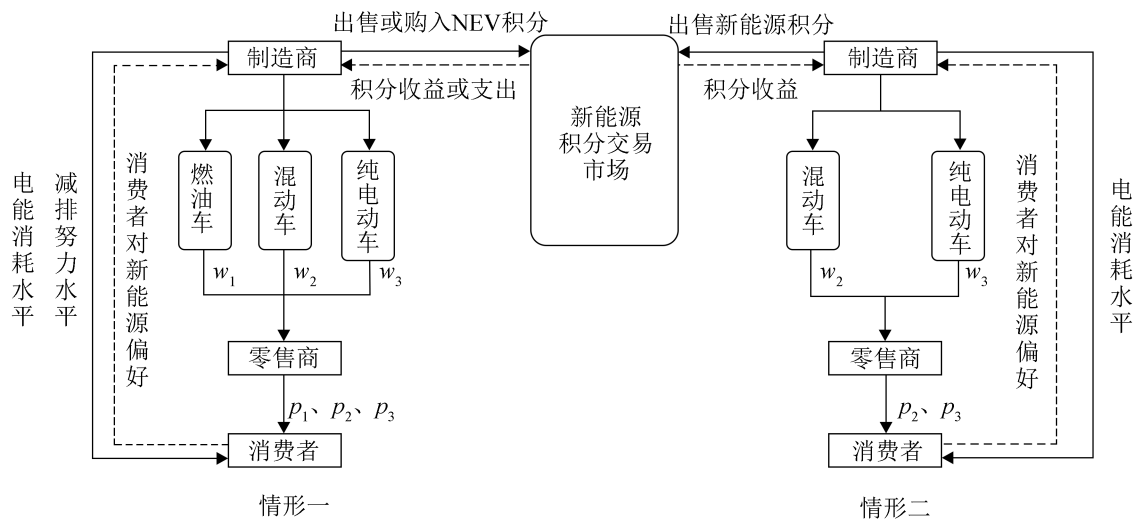 出售或购入NEV积分
出售新能源积分
制造商
制造商
积分收益或支出
积分收益
新能源
积分交易
市场
燃油车
混动车
纯电动车
混动车
纯电动车
电能消耗水平
减排努力水平
消费者对新能源偏好
消费者对新能源偏好
电能消耗水平
w1
w2
w3
w2
w3
零售商
零售商
p1、p2、p3
p2、p3
消费者
消费者
情形一
情形二